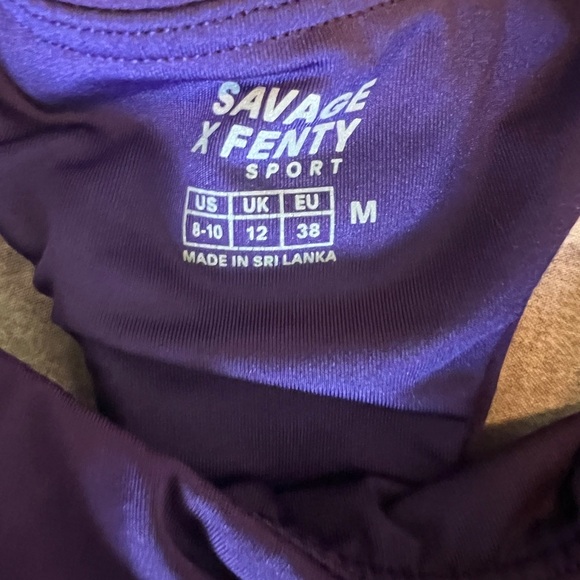 SAVAGE
X FENTY
SPORT
US UK EU
8-10 12 38 M
MADE IN SRI LANKA